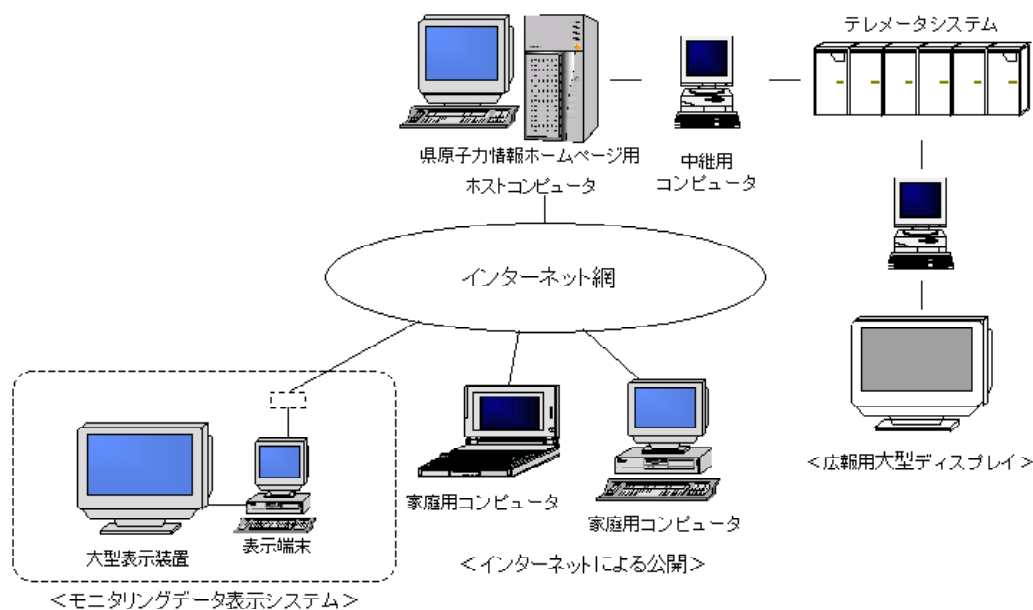 テレメータシステム
県原子力情報ホームページ用
ホストコンピュータ
中継用
コンピュータ
インターネット網
＜広報用大型ディスプレイ＞
家庭用コンピュータ
家庭用コンピュータ
大型表示装置
表示端末
＜インターネットによる公開＞
＜モニタリングデータ表示システム＞